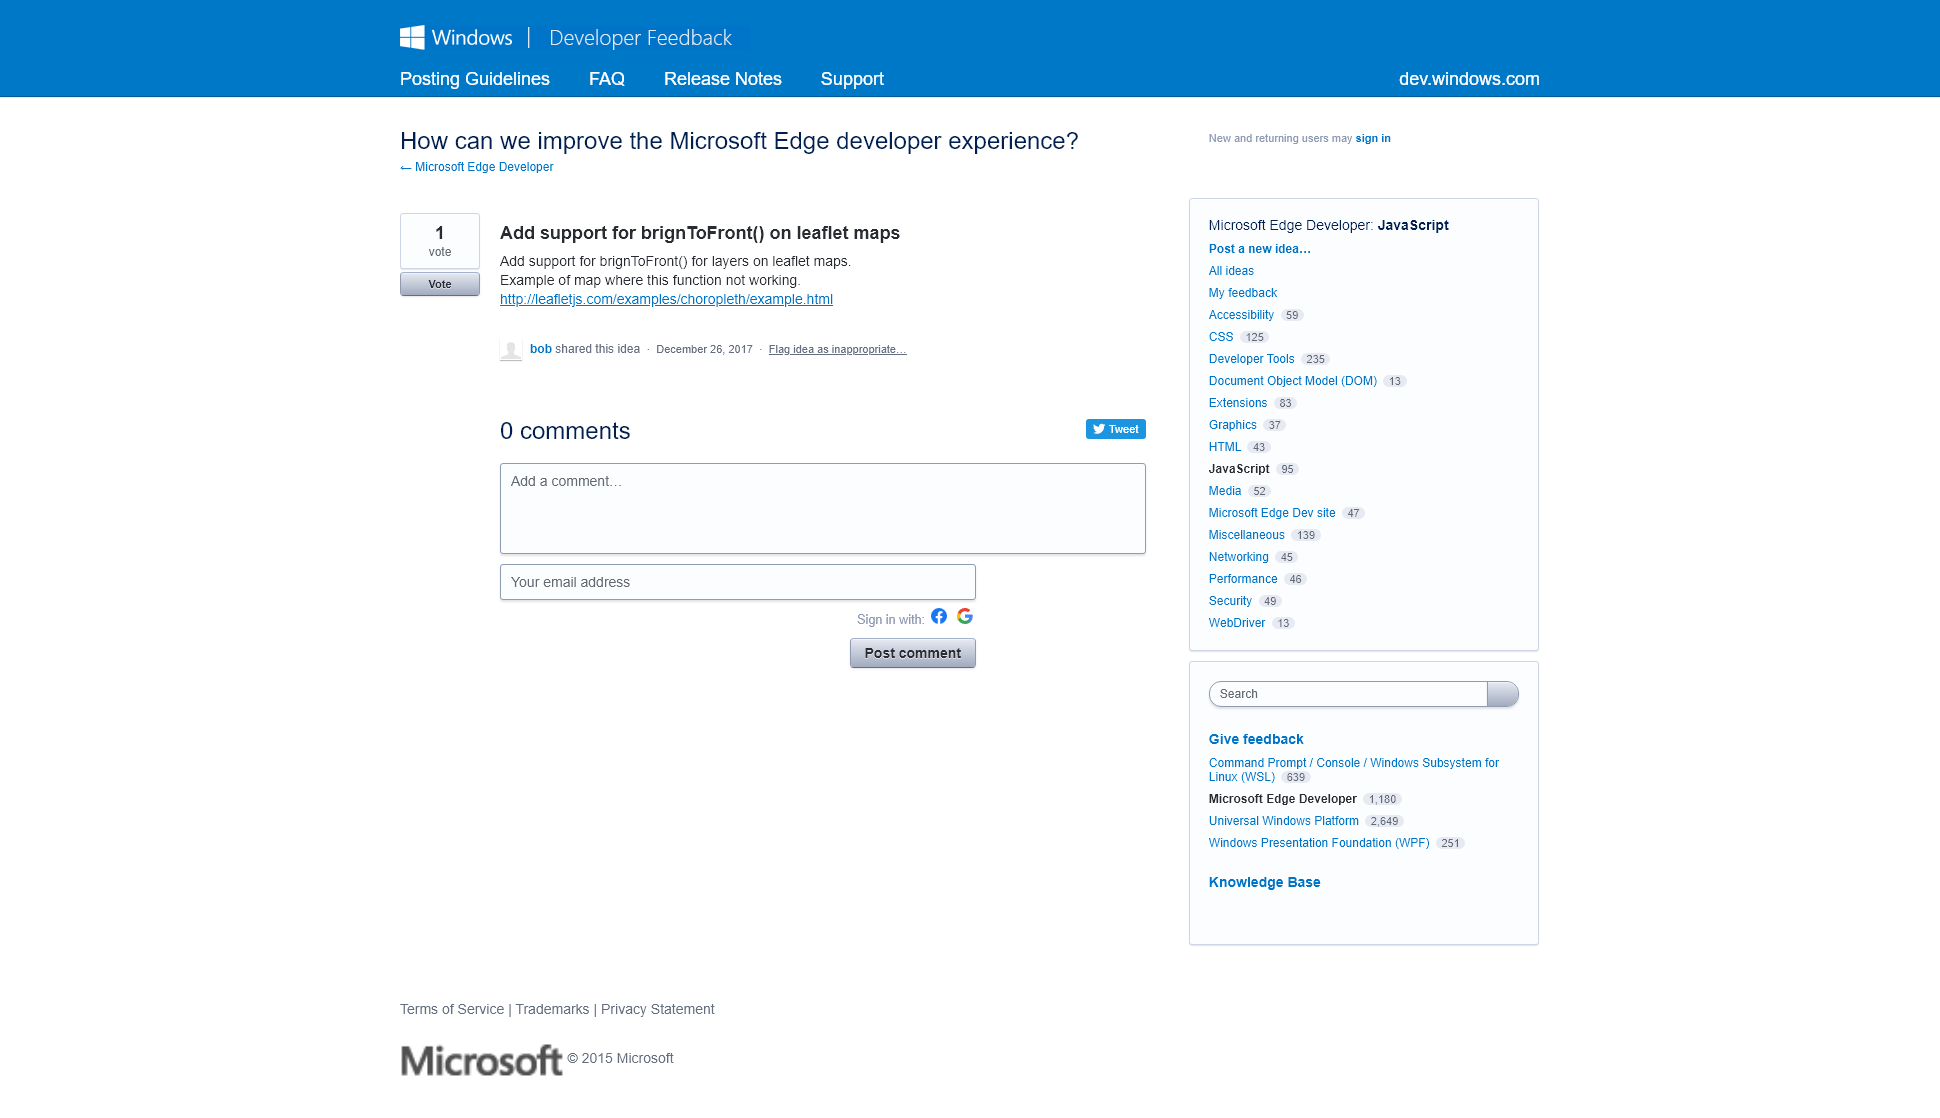 Windows | Developer Feedback
Posting Guidelines FAQ Release Notes Support dev.windows.com
How can we improve the Microsoft Edge developer experience?
← Microsoft Edge Developer
New and returning users may sign in
1
vote
Vote
Add support for brignToFront() on leaflet maps
Add support for brignToFront() for layers on leaflet maps.
Example of map where this function not working.
http://leafletjs.com/examples/choropleth/example.html
bob shared this idea · December 26, 2017 · Flag idea as inappropriate…
0 comments
Tweet
Add a comment…
Your email address
Sign in with:
Post comment
Microsoft Edge Developer: JavaScript
Post a new idea…
All ideas
My feedback
Accessibility 59
CSS 125
Developer Tools 235
Document Object Model (DOM) 13
Extensions 83
Graphics 37
HTML 43
JavaScript 95
Media 52
Microsoft Edge Dev site 47
Miscellaneous 139
Networking 45
Performance 46
Security 49
WebDriver 13
Search
Give feedback
Command Prompt / Console / Windows Subsystem for
Linux (WSL) 639
Microsoft Edge Developer 1,180
Universal Windows Platform 2,649
Windows Presentation Foundation (WPF) 251
Knowledge Base
Terms of Service | Trademarks | Privacy Statement
Microsoft © 2015 Microsoft